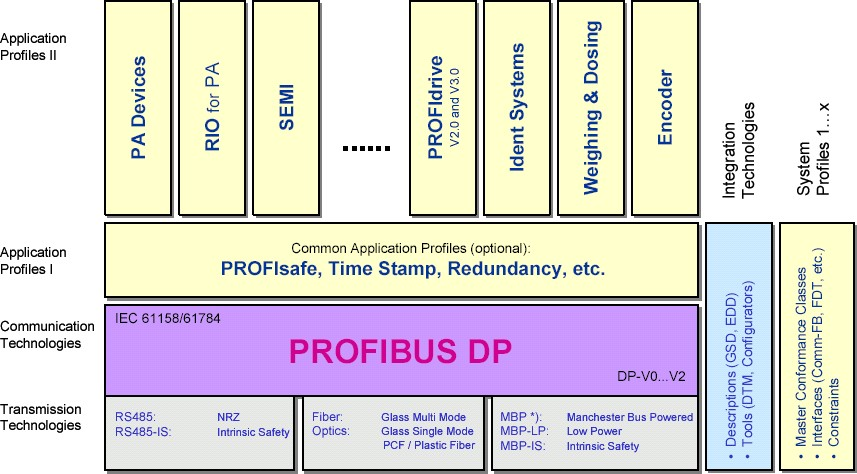 Application
Profiles II
PA Devices
RIO for PA
SEMI
......
PROFIdrive
V2.0 and V3.0
Ident Systems
Weighing & Dosing
Encoder
Integration
Technologies
System
Profiles 1...x
Application
Profiles I
Common Application Profiles (optional):
PROFIsafe, Time Stamp, Redundancy, etc.
Communication
Technologies
IEC 61158/61784
PROFIBUS DP
DP-V0...V2
Transmission
Technologies
RS485: NRZ
RS485-IS: Intrinsic Safety
Fiber: Glass Multi Mode
Optics: Glass Single Mode
PCF / Plastic Fiber
MBP *): Manchester Bus Powered
MBP-LP: Low Power
MBP-IS: Intrinsic Safety
• Descriptions (GSD, EDD)
• Tools (DTM, Configurators)
• Master Conformance Classes
• Interfaces (Comm-FB, FDT, etc.)
• Constraints